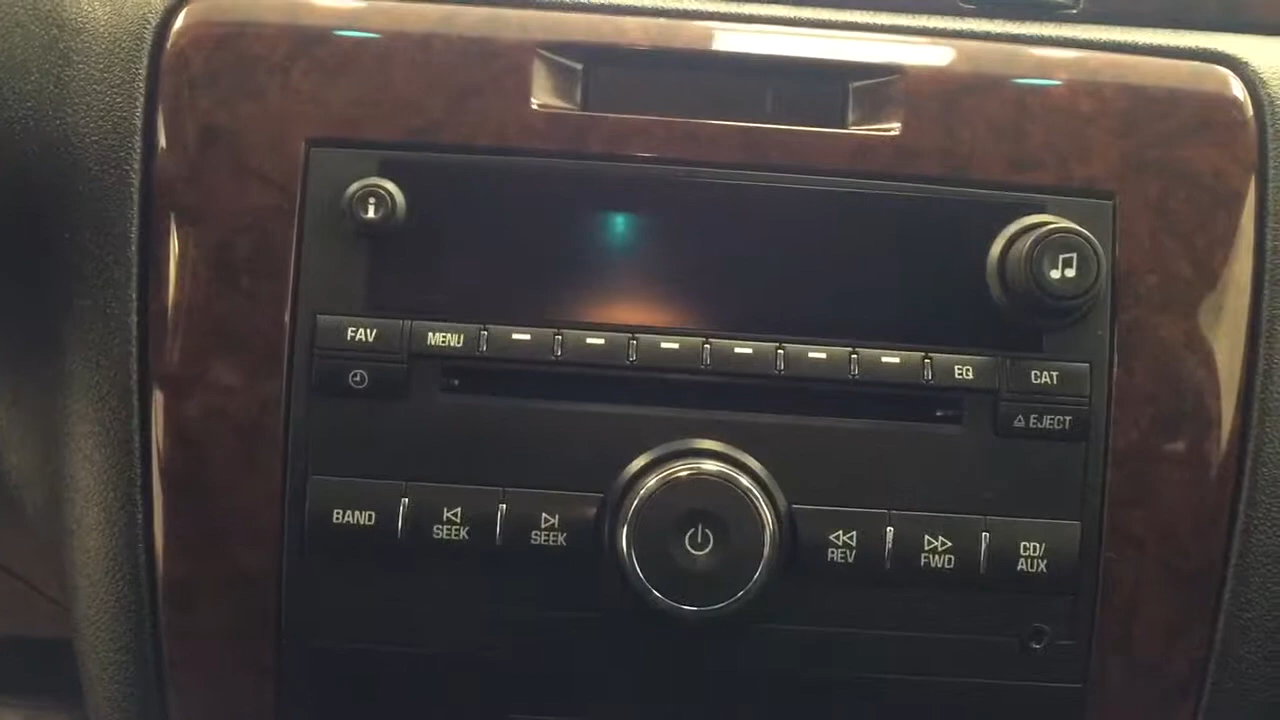 i
FAV
MENU
EQ
CAT
EJECT
BAND
SEEK
SEEK
REV
FWD
CD/
AUX